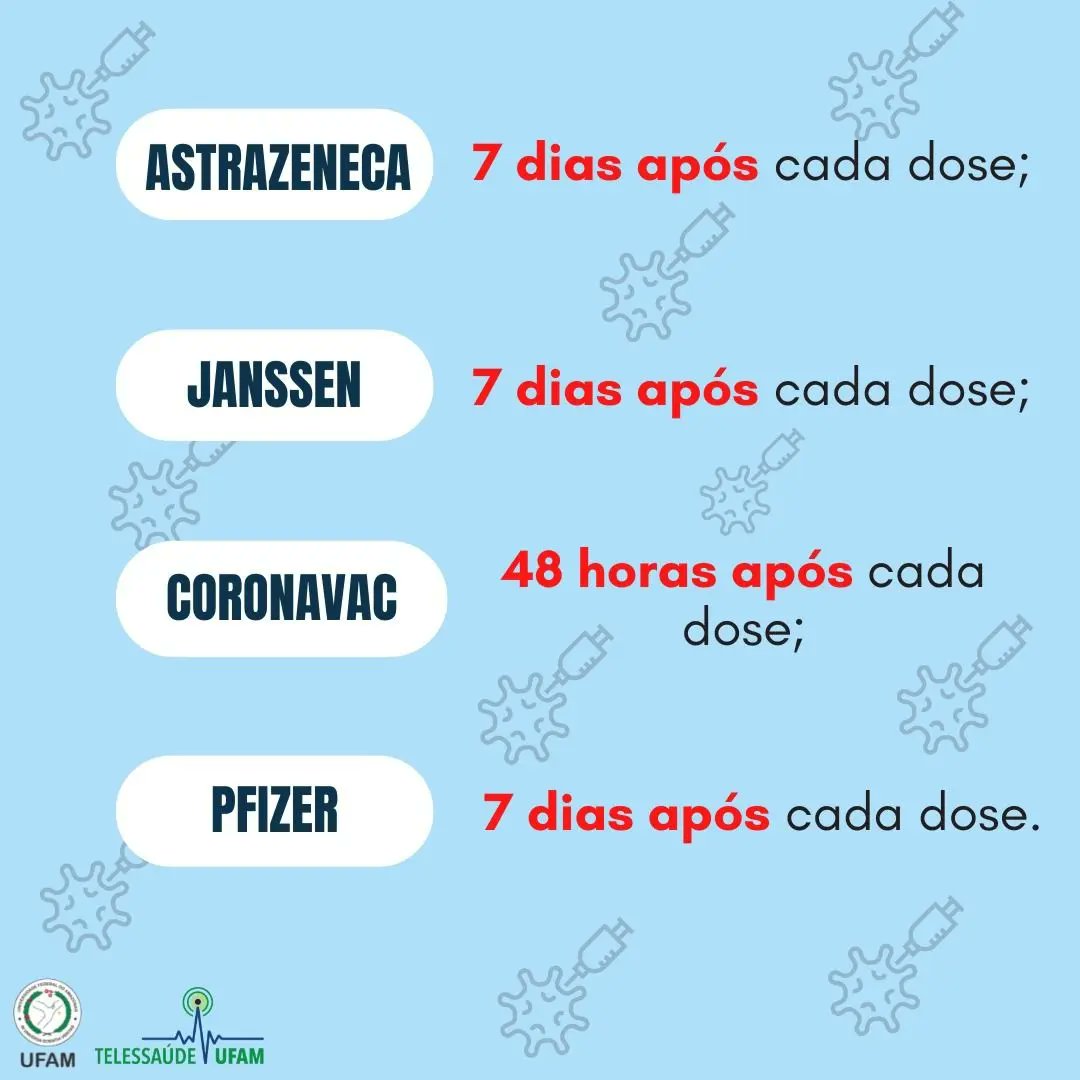 ASTRAZENECA 7 dias após cada dose;
JANSSEN 7 dias após cada dose;
CORONAVAC 48 horas após cada
dose;
PFIZER 7 dias após cada dose.
UFAM TELESSAÚDE UFAM